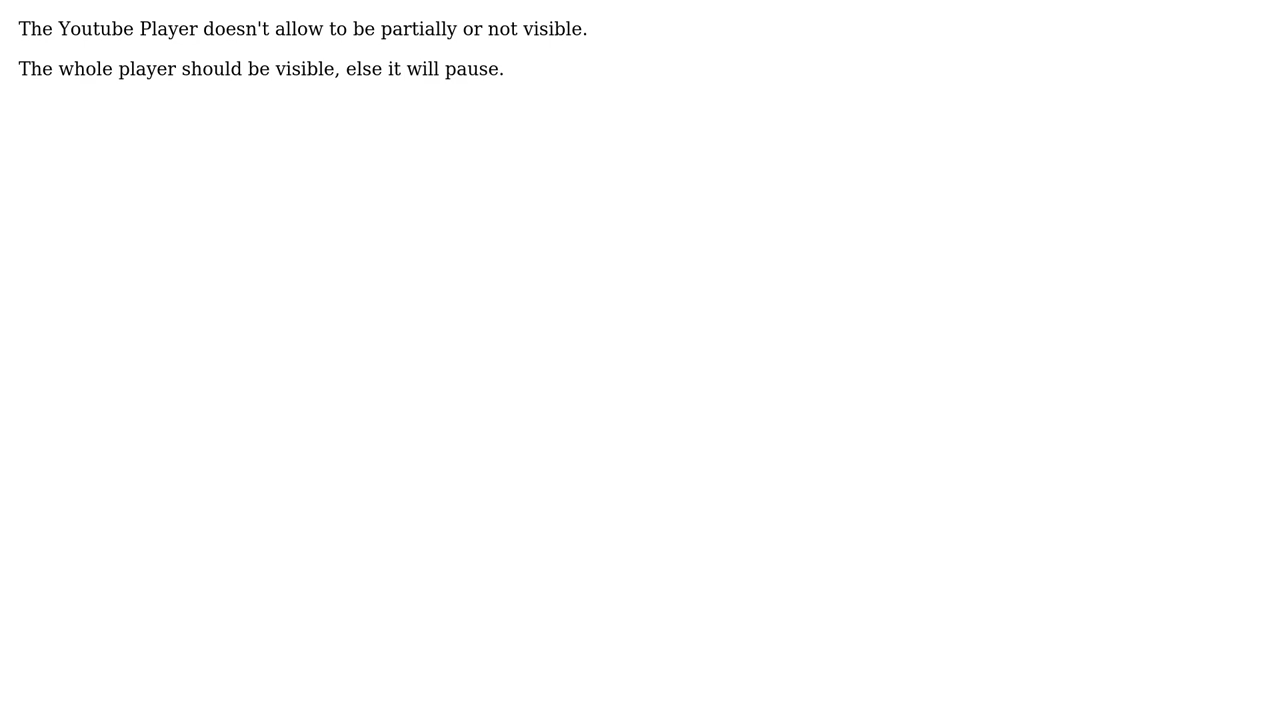 The Youtube Player doesn't allow to be partially or not visible.
The whole player should be visible, else it will pause.